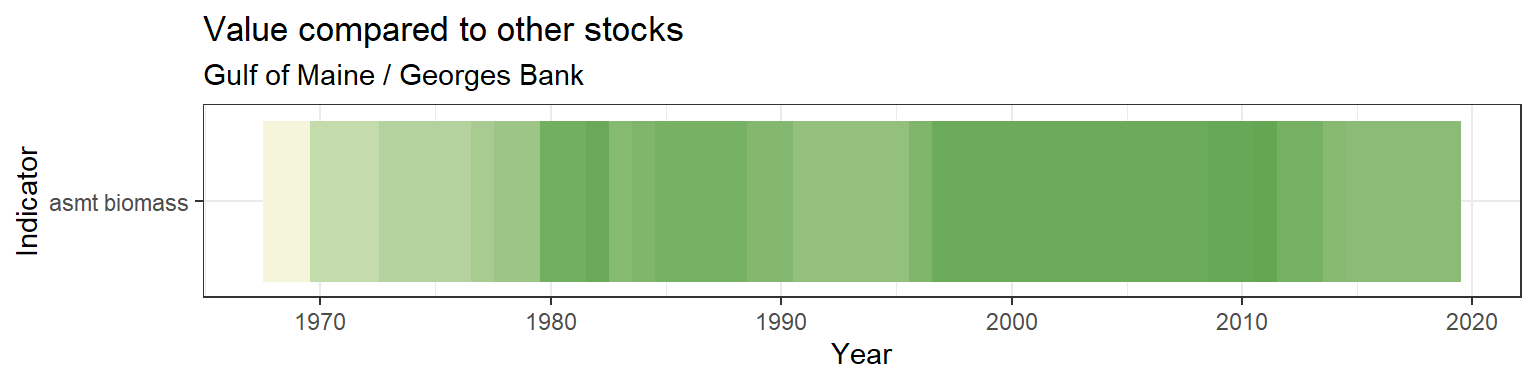 Value compared to other stocks
Gulf of Maine / Georges Bank
Indicator
asmt biomass
1970 1980 1990 2000 2010 2020
Year